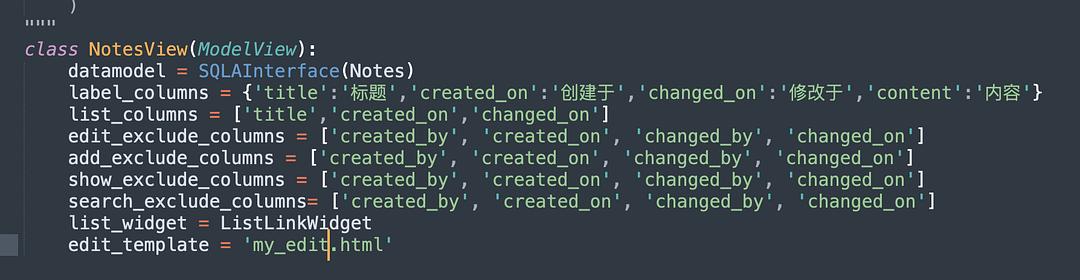 )
"""
class NotesView(ModelView):
    datamodel = SQLAInterface(Notes)
    label_columns = {'title':'标题','created_on':'创建于','changed_on':'修改于','content':'内容'}
    list_columns = ['title','created_on','changed_on']
    edit_exclude_columns = ['created_by', 'created_on', 'changed_by', 'changed_on']
    add_exclude_columns = ['created_by', 'created_on', 'changed_by', 'changed_on']
    show_exclude_columns = ['created_by', 'created_on', 'changed_by', 'changed_on']
    search_exclude_columns= ['created_by', 'created_on', 'changed_by', 'changed_on']
    list_widget = ListLinkWidget
    edit_template = 'my_edit.html'